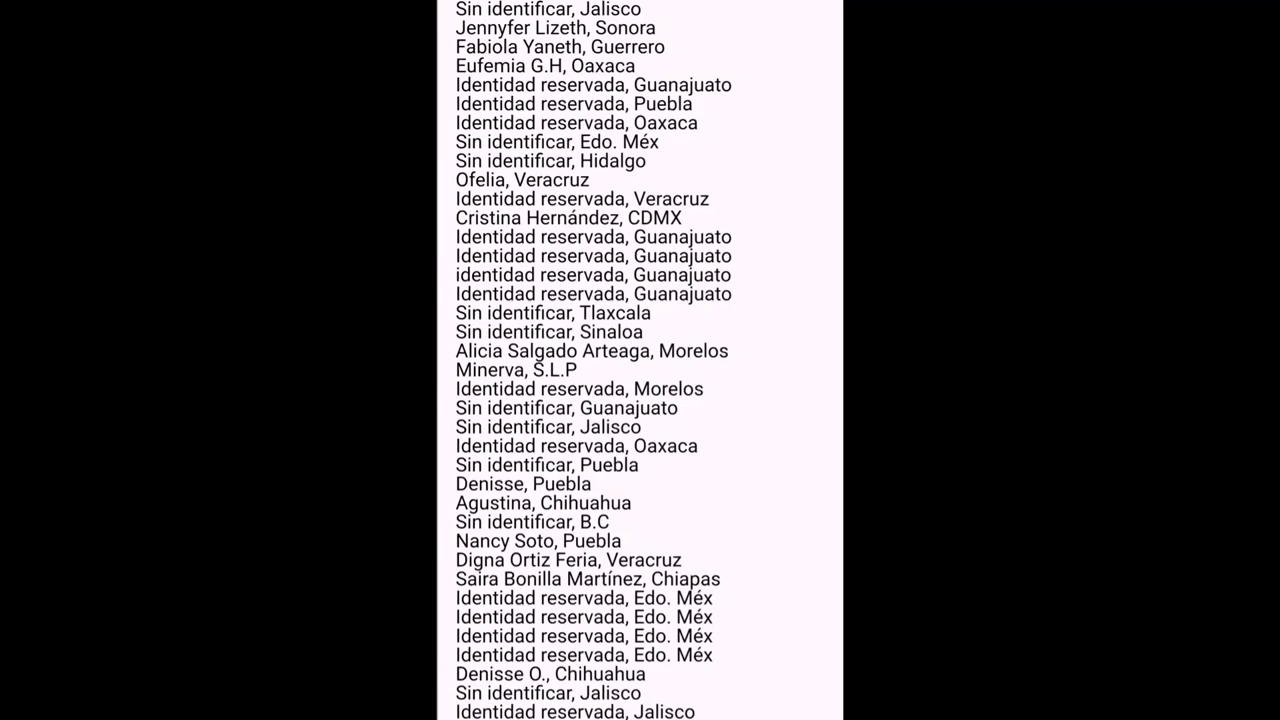 Sin identificar, Jalisco
Jennyfer Lizeth, Sonora
Fabiola Yaneth, Guerrero
Eufemia G.H, Oaxaca
Identidad reservada, Guanajuato
Identidad reservada, Puebla
Identidad reservada, Oaxaca
Sin identificar, Edo. Méx
Sin identificar, Hidalgo
Ofelia, Veracruz
Identidad reservada, Veracruz
Cristina Hernández, CDMX
Identidad reservada, Guanajuato
Identidad reservada, Guanajuato
identidad reservada, Guanajuato
Identidad reservada, Guanajuato
Sin identificar, Tlaxcala
Sin identificar, Sinaloa
Alicia Salgado Arteaga, Morelos
Minerva, S.L.P
Identidad reservada, Morelos
Sin identificar, Guanajuato
Sin identificar, Jalisco
Identidad reservada, Oaxaca
Sin identificar, Puebla
Denisse, Puebla
Agustina, Chihuahua
Sin identificar, B.C
Nancy Soto, Puebla
Digna Ortiz Feria, Veracruz
Saira Bonilla Martínez, Chiapas
Identidad reservada, Edo. Méx
Identidad reservada, Edo. Méx
Identidad reservada, Edo. Méx
Identidad reservada, Edo. Méx
Denisse O., Chihuahua
Sin identificar, Jalisco
Identidad reservada, Jalisco